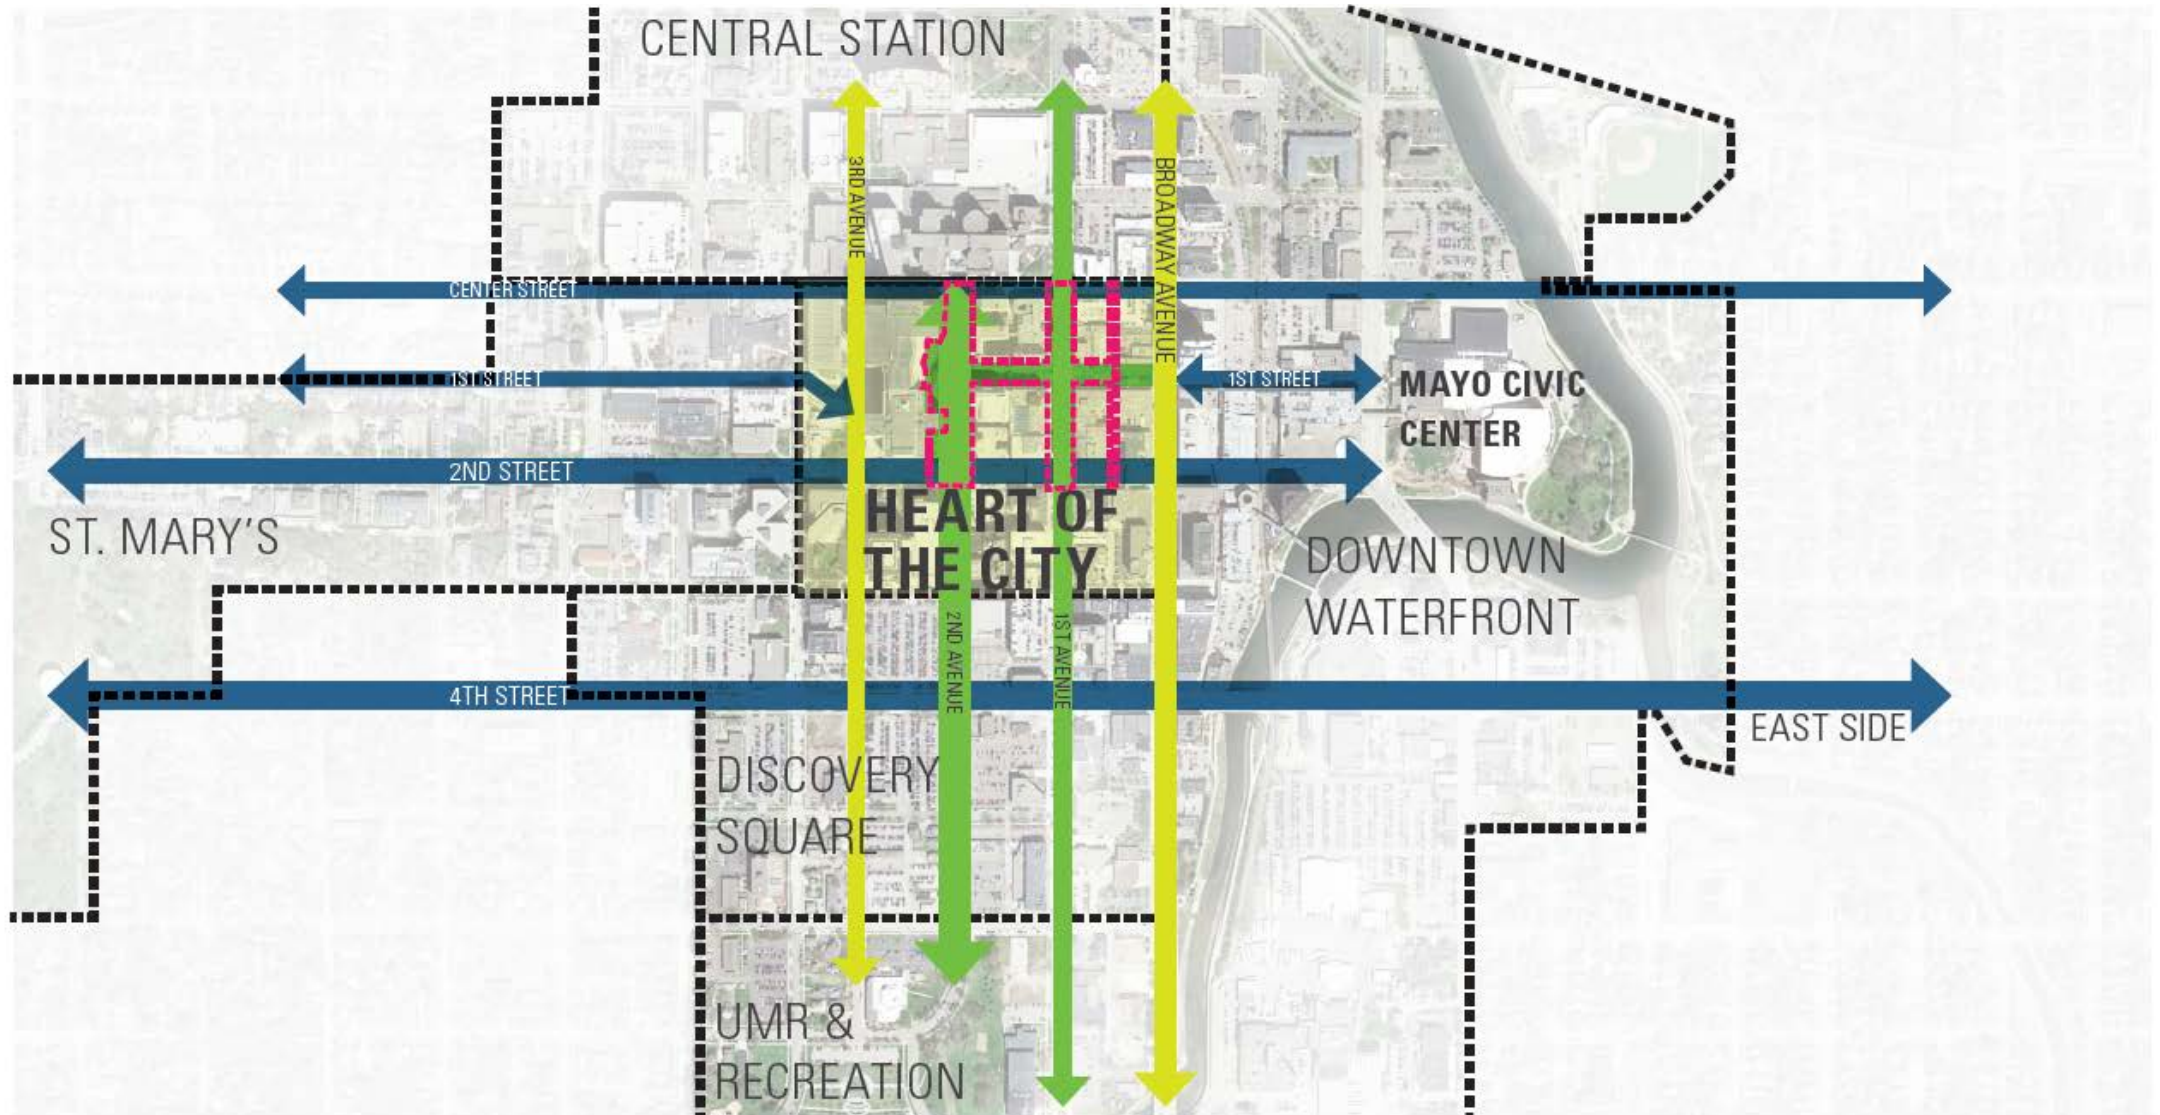 CENTRAL STATION
3RD AVENUE
BROADWAY AVENUE
CENTER STREET
1ST STREET
1ST STREET
MAYO CIVIC
CENTER
2ND STREET
HEART OF
THE CITY
ST. MARY'S
DOWNTOWN
WATERFRONT
2ND AVENUE
1ST AVENUE
4TH STREET
EAST SIDE
DISCOVERY
SQUARE
UMR &
RECREATION